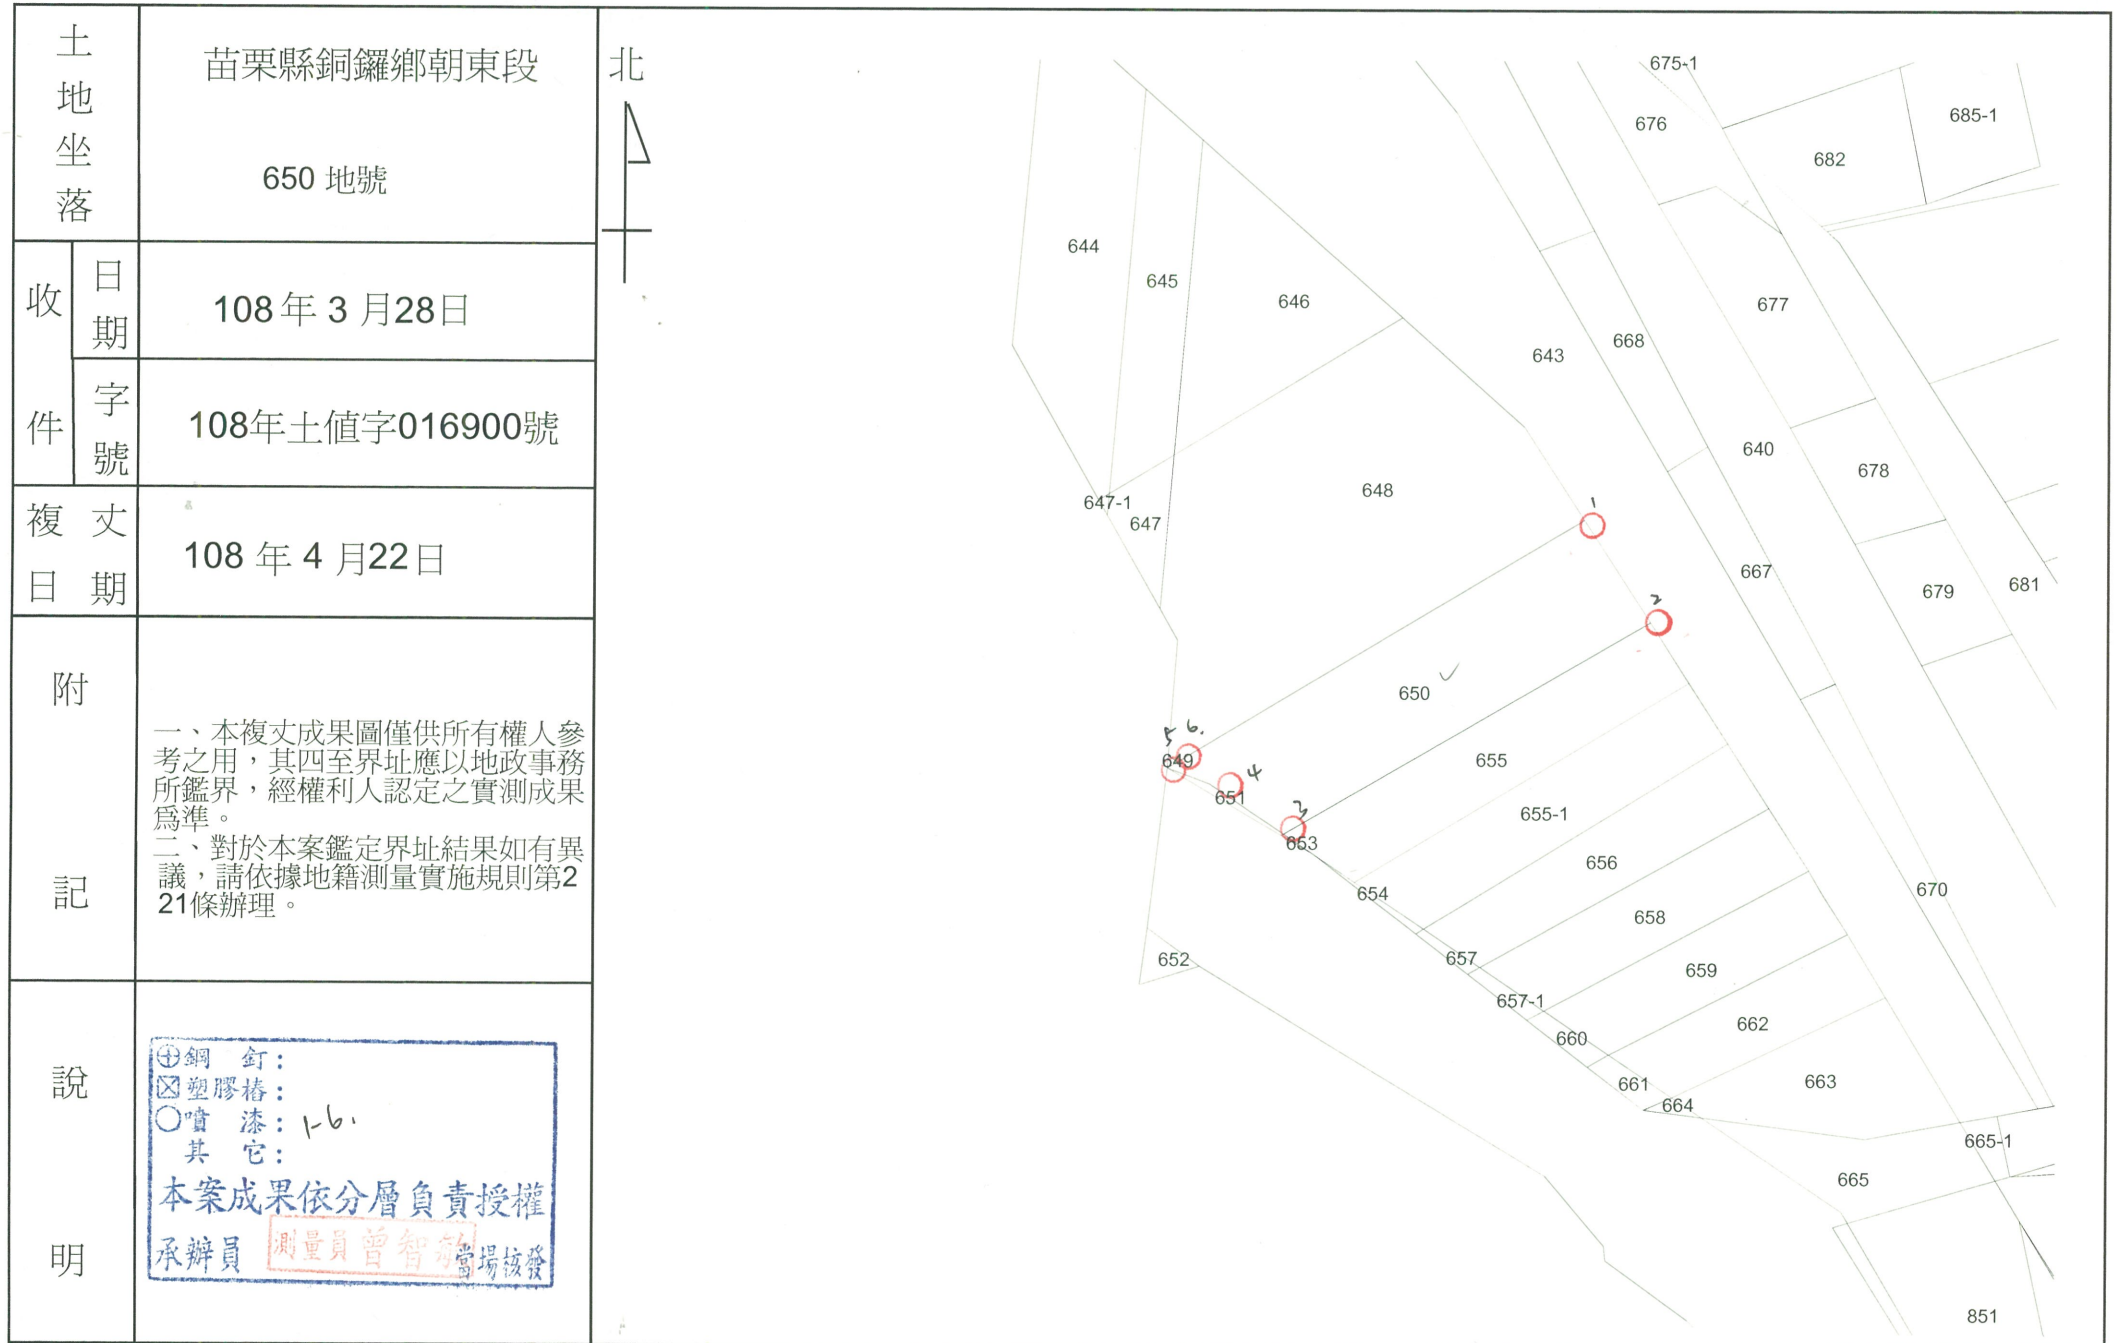 土地坐落
苗栗縣銅鑼鄉朝東段
650 地號
收件
日期
108 年 3 月28日
字號
108年土値字016900號
複丈
日期
108 年 4 月22日
附記
一、本複丈成果圖僅供所有權人參
考之用，其四至界址應以地政事務
所鑑界，經權利人認定之實測成果
爲準。
二、對於本案鑑定界址結果如有異
議，請依據地籍測量實施規則第2
21條辦理。
說明
⊕鋼 釘：
☒塑膠樁：
○噴 漆： 1-6.
其 它：
本案成果依分層負責授權
承辦員 測量員曾智敏 當場核發
北
675-1
676
685-1
682
644
645
646
677
643
668
640
678
648
647-1
647
1
667
679
681
2
650 ✓
5 6.
649
4
651
655
3
653
655-1
656
654
670
658
652
657
659
657-1
662
660
661
663
664
665-1
665
851